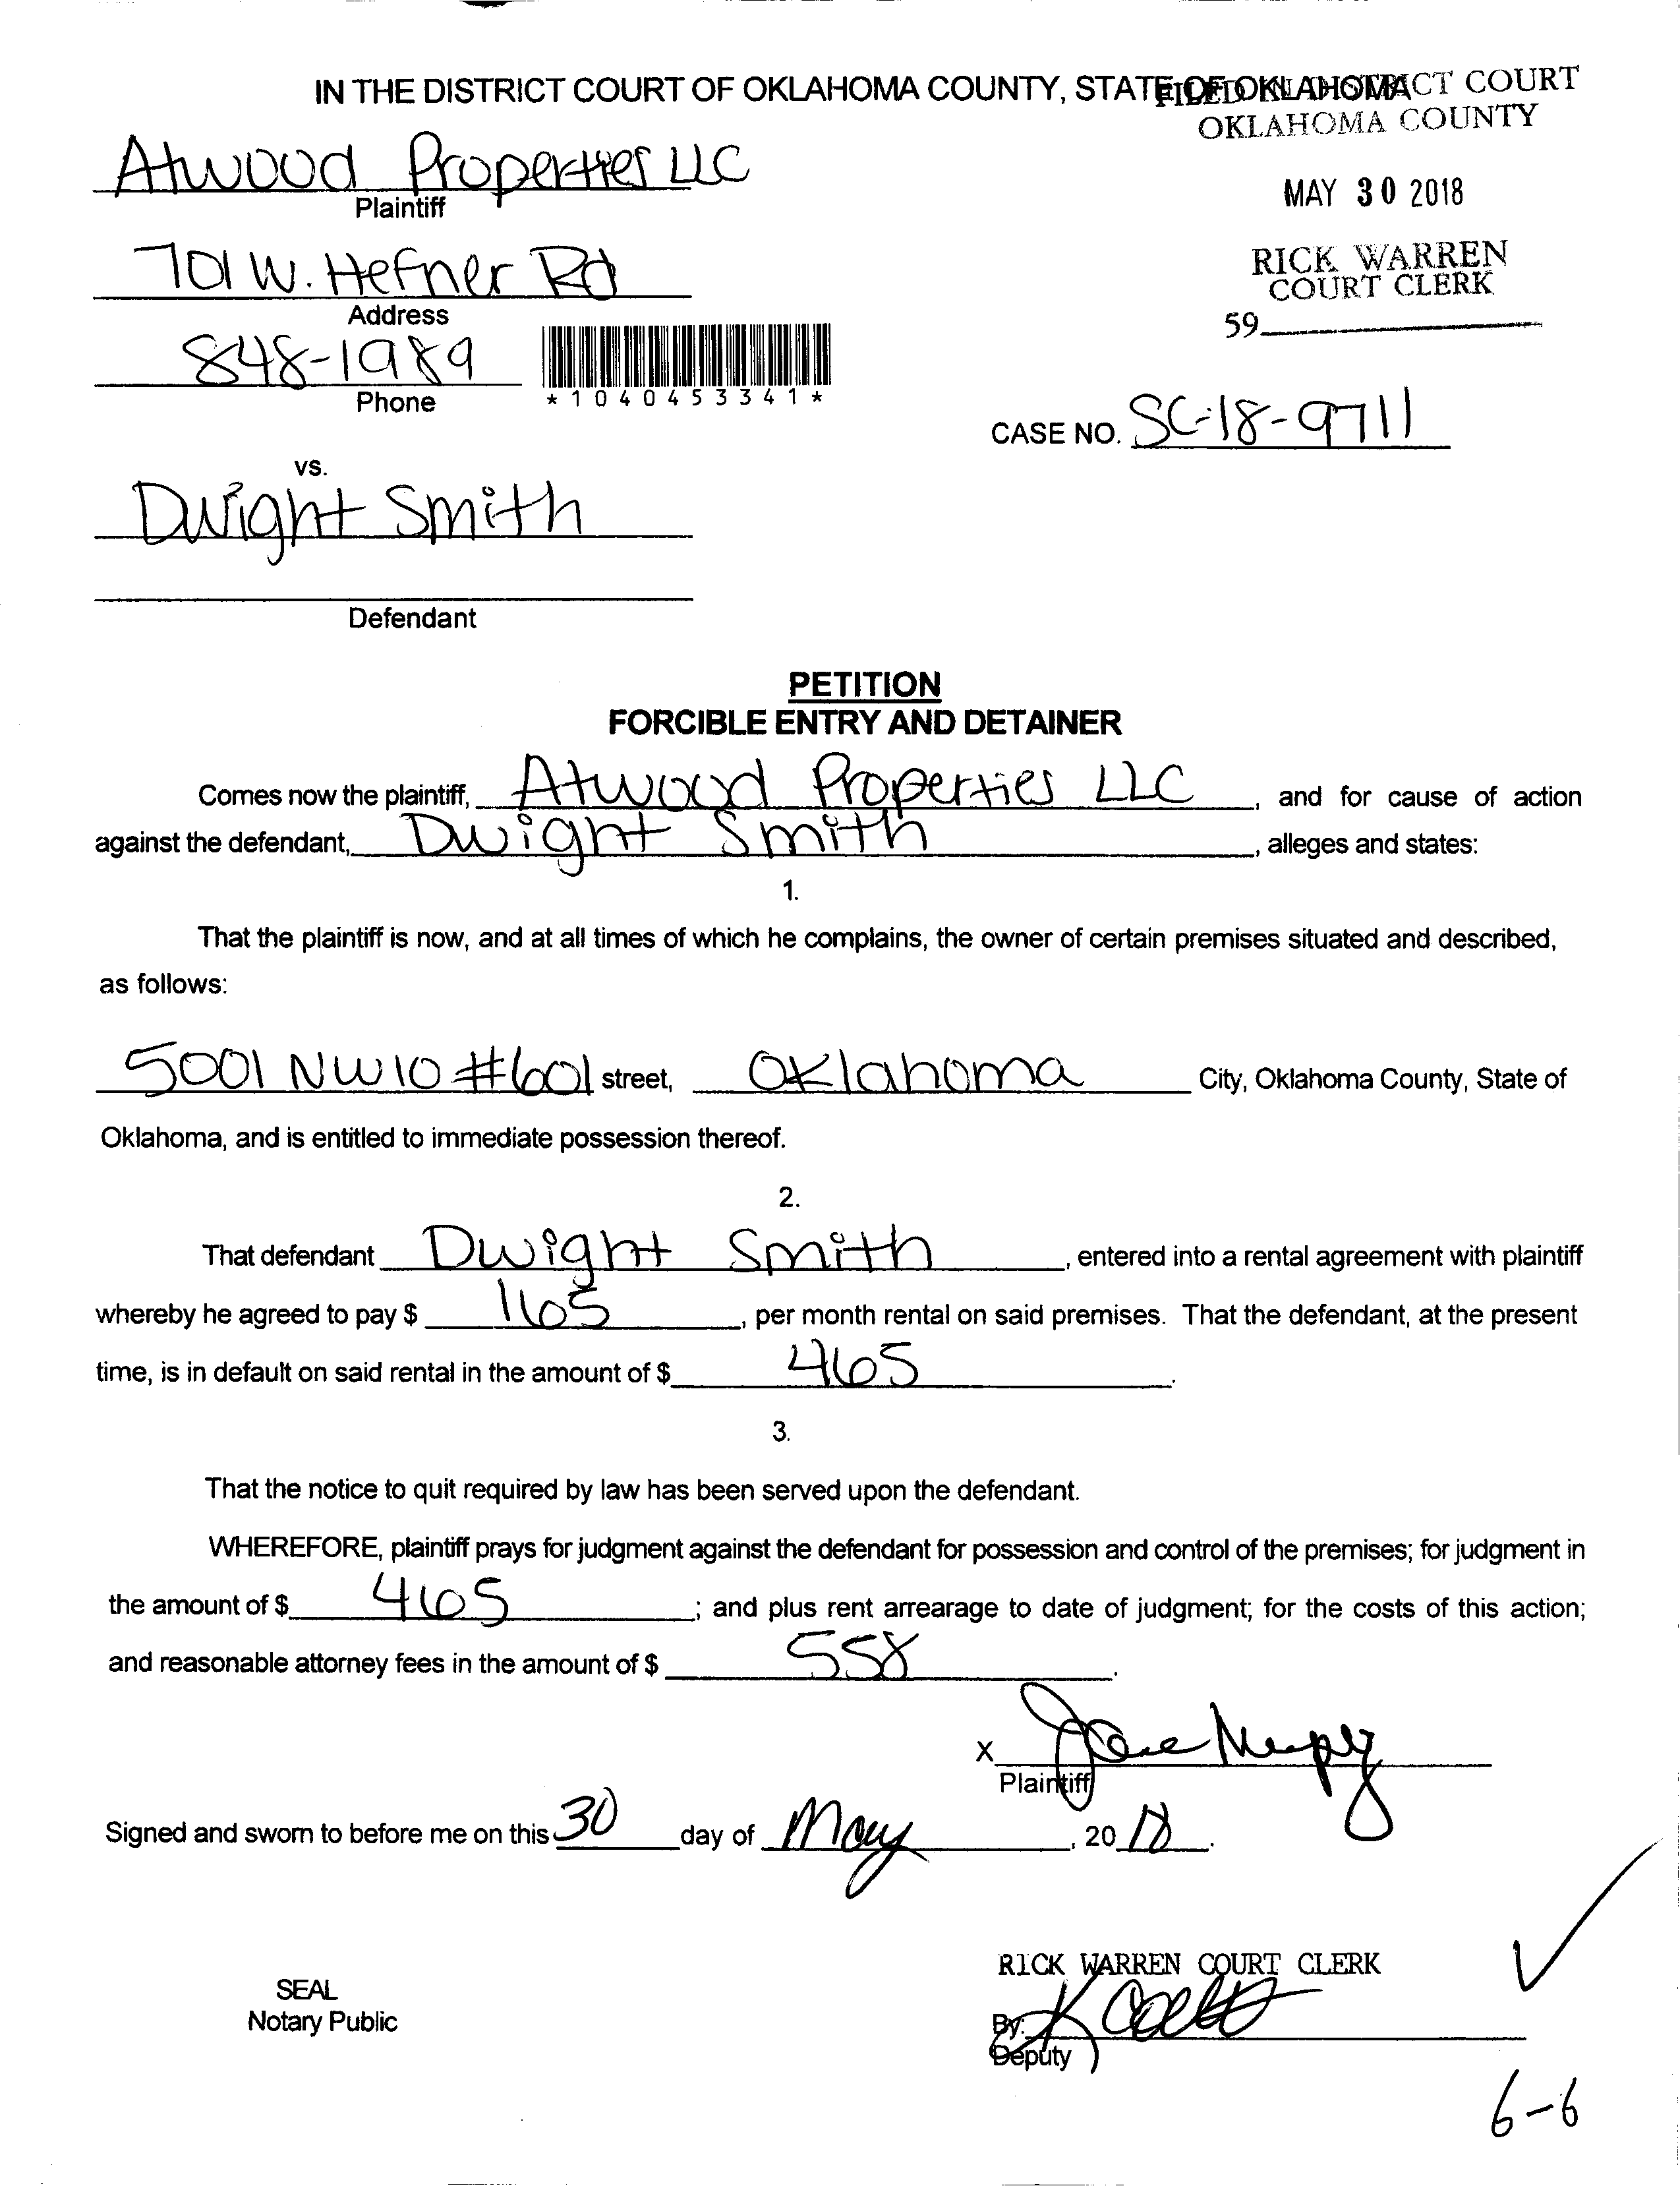 IN THE DISTRICT COURT OF OKLAHOMA COUNTY, STATE OF OKLAHOMA
FILED IN DISTRICT COURT
OKLAHOMA COUNTY
Atwood Properties LLC
Plaintiff
MAY 30 2018
701 W. Hefner Rd
Address
RICK WARREN
COURT CLERK
59
848-1989
Phone
*1040453341*
CASE NO. SC-18-9711
vs.
Dwight Smith
Defendant
PETITION
FORCIBLE ENTRY AND DETAINER
Comes now the plaintiff, Atwood Properties LLC, and for cause of action
against the defendant, Dwight Smith, alleges and states:
1.
That the plaintiff is now, and at all times of which he complains, the owner of certain premises situated and described,
as follows:
5001 NW 10 #601 street, Oklahoma City, Oklahoma County, State of
Oklahoma, and is entitled to immediate possession thereof.
2.
That defendant Dwight Smith, entered into a rental agreement with plaintiff
whereby he agreed to pay $ 165, per month rental on said premises. That the defendant, at the present
time, is in default on said rental in the amount of $ 465.
3.
That the notice to quit required by law has been served upon the defendant.
WHEREFORE, plaintiff prays for judgment against the defendant for possession and control of the premises; for judgment in
the amount of $ 465; and plus rent arrearage to date of judgment; for the costs of this action;
and reasonable attorney fees in the amount of $ 558.
X
Plaintiff
Signed and sworn to before me on this 30 day of May, 20 18.
RICK WARREN COURT CLERK
SEAL
Notary Public
By:
Deputy
6-6